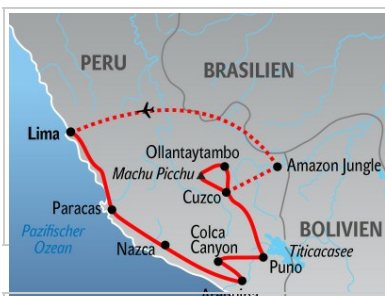 PERU
BRASILIEN
Lima
Ollantaytambo
Machu Picchu
Amazon Jungle
Cuzco
Paracas
Pazifischer
Ozean
Colca
Canyon
BOLIVIEN
Nazca
Titicacasee
Puno